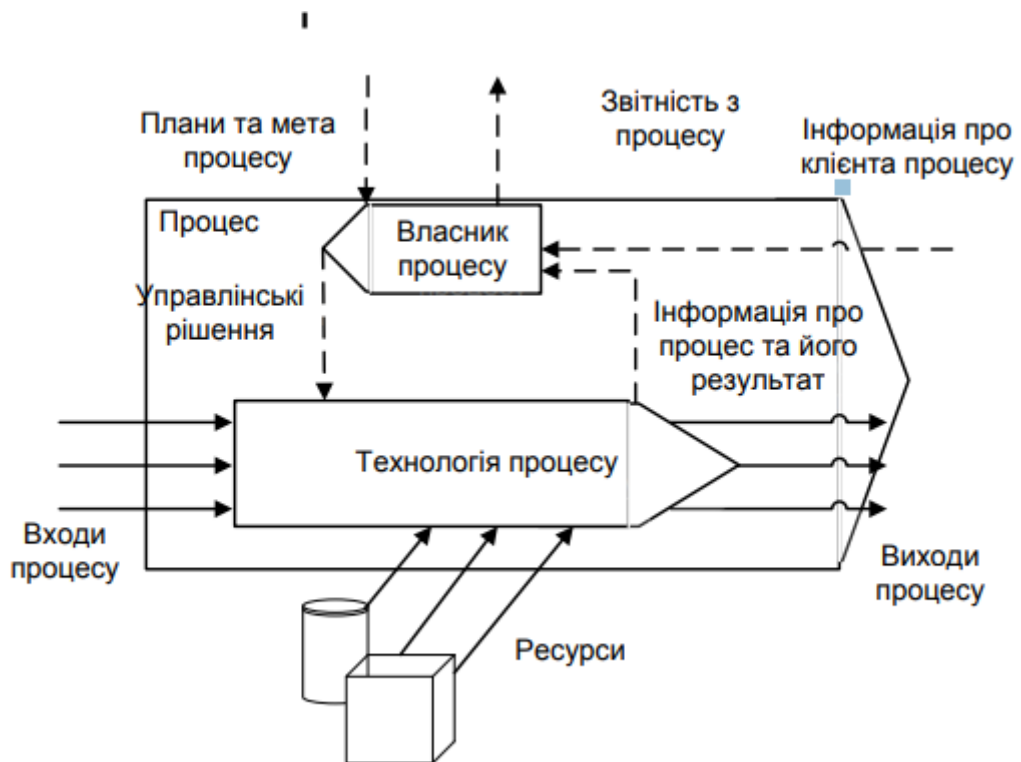 Плани та мета
процесу
Звітність з
процесу
Інформація про
клієнта процесу
Процес
Власник
процесу
Управлінські
рішення
Інформація про
процес та його
результат
Технологія процесу
Входи
процесу
Виходи
процесу
Ресурси